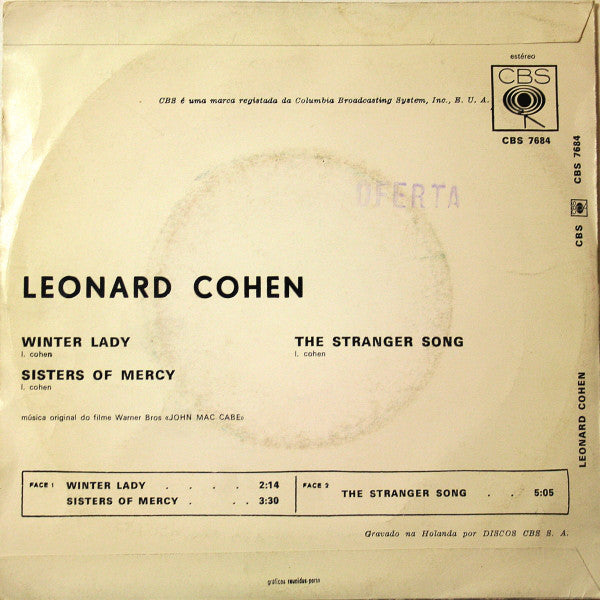 estéreo
CBS
CBS é uma marca registada da Columbia Broadcasting System, Inc., E. U. A.
CBS 7684
CBS CBS 7684
OFERTA
LEONARD COHEN
WINTER LADY
l. cohen
THE STRANGER SONG
l. cohen
SISTERS OF MERCY
l. cohen
música original do filme Warner Bros «JOHN MAC CABE»
LEONARD COHEN
FACE 1 WINTER LADY . . . . 2:14
SISTERS OF MERCY . . . 3:30
FACE 2
THE STRANGER SONG . . 5:05
Gravado na Holanda por DISCOS CBS S. A.
gráficos reunidos-porto